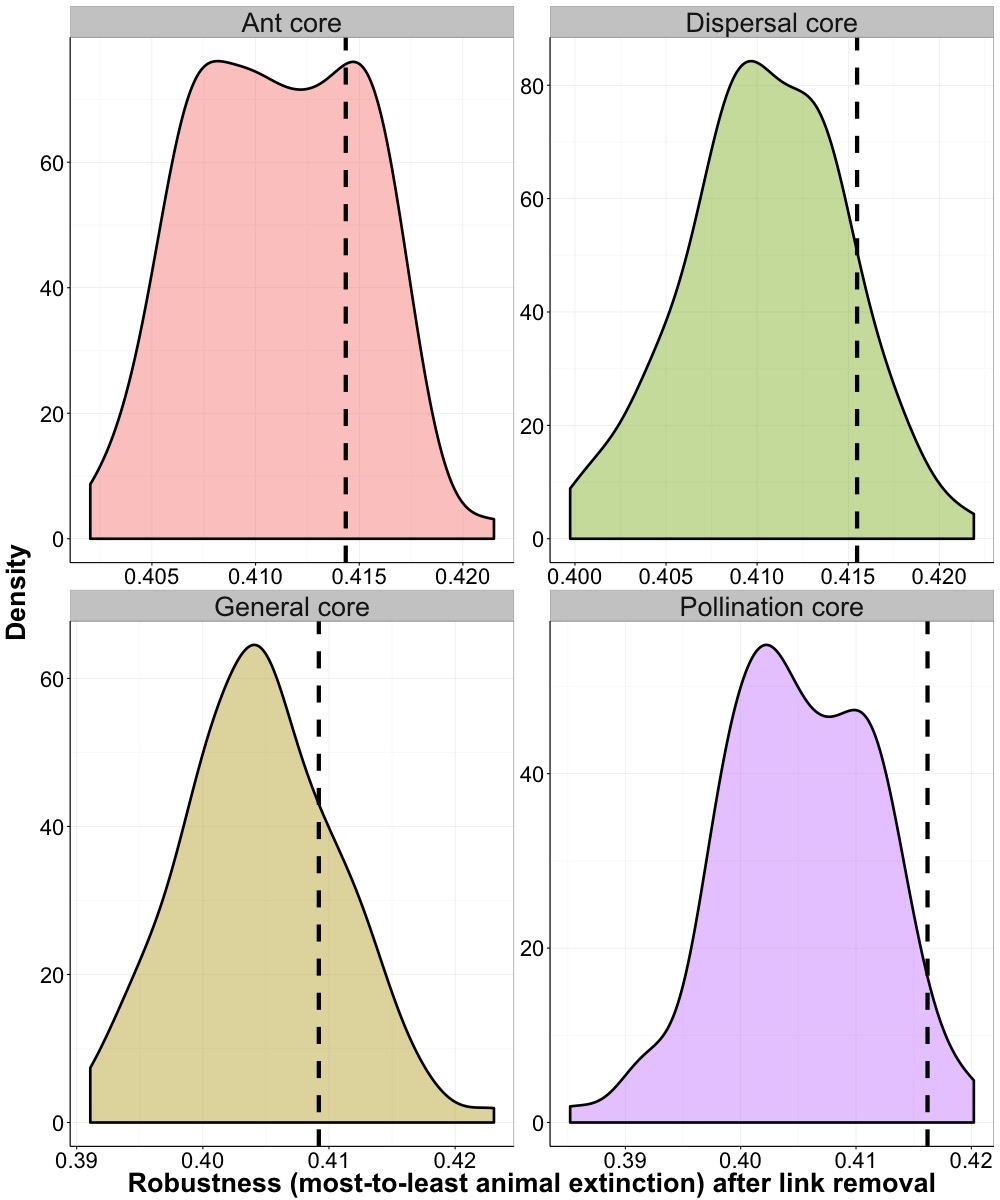 Ant core
Dispersal core
60
40
20
0
0.405 0.410 0.415 0.420
80
60
40
20
0
0.400 0.405 0.410 0.415 0.420
Density
General core
Pollination core
60
40
20
0
0.39 0.40 0.41 0.42
40
20
0
0.39 0.40 0.41 0.42
Robustness (most-to-least animal extinction) after link removal